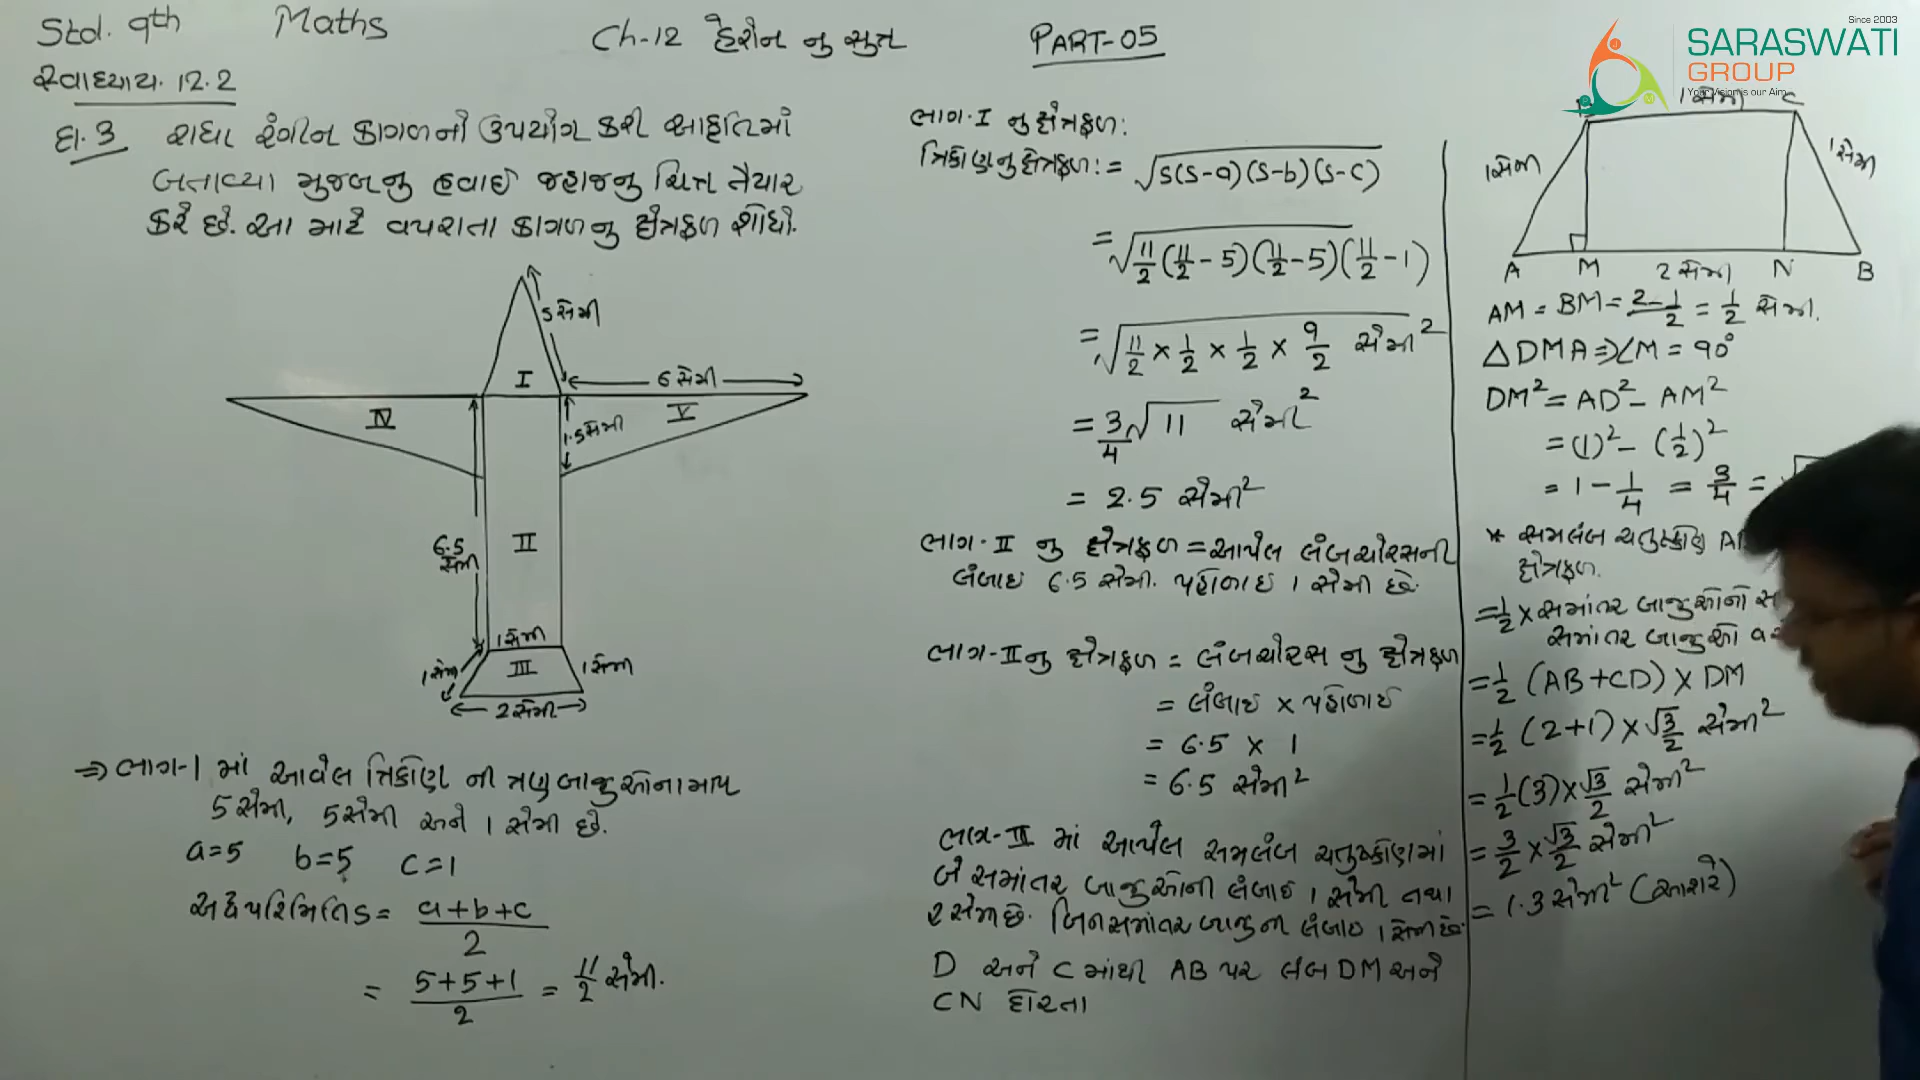 Std. 9th Maths Ch-12 હેરોન નુ સુત્ર PART-05
સ્વાધ્યાય. 12.2
Since 2003
SARASWATI
GROUP
Your Vision is our Aim
દા. 3 રાધા રંગીન કાગળનો ઉપયોગ કરી આકૃતિમાં
બતાવ્યા મુજબનુ હવાઈ જહાજનુ ચિત્ર તૈયાર
કરે છે. આ માટે વપરાતા કાગળનુ ક્ષેત્રફળ શોધો.
5 સેમી
I
6 સેમી
IV
V
1.5 સેમી
6.5 સેમી
II
1 સેમી
1 સેમી
III
1 સેમી
2 સેમી
⇒ ભાગ-1 માં આવેલ ત્રિકોણ ની ત્રણ બાજુઓના માપ
5 સેમી, 5 સેમી અને 1 સેમી છે.
a=5 b=5, c=1
અર્ધપરિમિતિ S = a+b+c / 2
= 5+5+1 / 2 = 11/2 સેમી.
ભાગ-I નુ ક્ષેત્રફળ:
ત્રિકોણનુ ક્ષેત્રફળ: = √s(s-a)(s-b)(s-c)
= √11/2 (11/2 - 5)(11/2 - 5)(11/2 - 1)
= √11/2 × 1/2 × 1/2 × 9/2 સેમી²
= 3/4 √11 સેમી²
= 2.5 સેમી²
ભાગ-II નુ ક્ષેત્રફળ = આપેલ લંબચોરસની
લંબાઇ 6.5 સેમી. પહોળાઇ 1 સેમી છે.
ભાગ-II નુ ક્ષેત્રફળ = લંબચોરસ નુ ક્ષેત્રફળ
= લંબાઇ × પહોળાઇ
= 6.5 × 1
= 6.5 સેમી²
ભાગ-III માં આપેલ સમલંબ ચતુષ્કોણમાં
બે સમાંતર બાજુઓની લંબાઇ 1 સેમી તથા
2 સેમી છે. બિનસમાંતર બાજુની લંબાઇ 1 સેમી છે.
D અને C માંથી AB પર લંબ DM અને
CN દોરતા
1 સેમી C
1 સેમી 1 સેમી
A M 2 સેમી N B
AM = BM = 2-1/2 = 1/2 સેમી.
△DMA ⇒ ∠M = 90°
DM² = AD² - AM²
= (1)² - (1/2)²
= 1 - 1/4 = 3/4 =
* સમલંબ ચતુષ્કોણ
ક્ષેત્રફળ.
= 1/2 × સમાંતર બાજુઓનો
સમાંતર બાજુઓ
= 1/2 (AB+CD) × DM
= 1/2 (2+1) × √3/2 સેમી²
= 1/2 (3) × √3/2 સેમી²
= 3/2 × √3/2 સેમી²
= 1.3 સેમી² (આશરે)